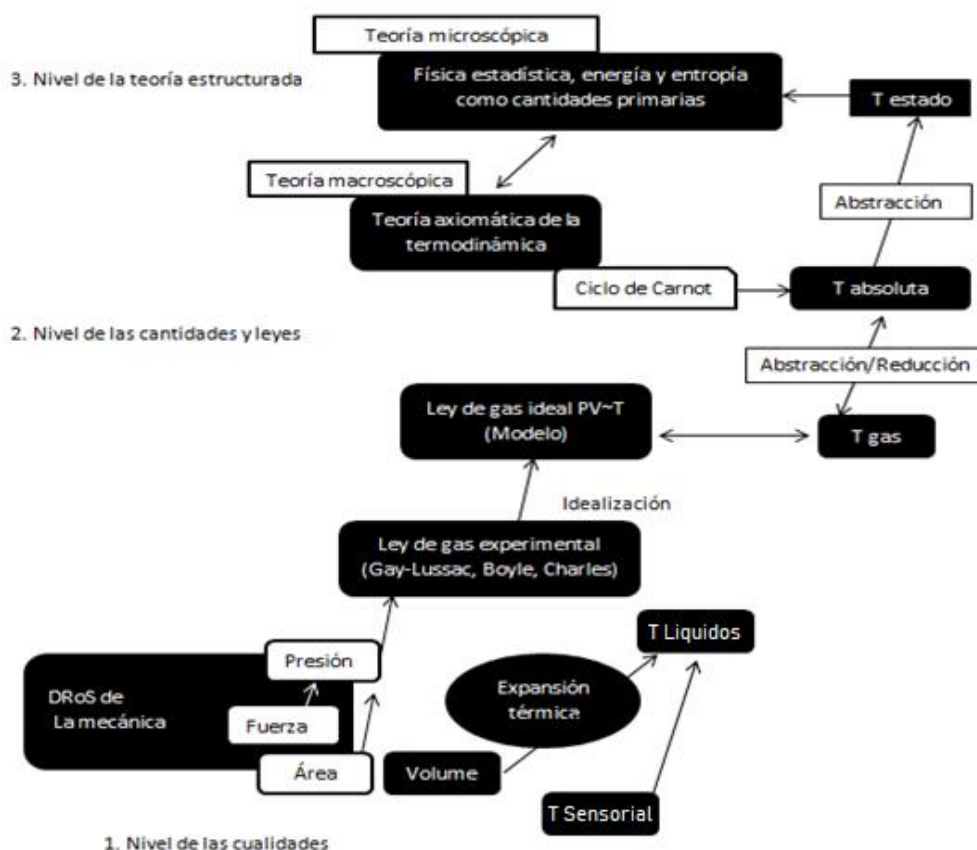 Teoría microscópica
3. Nivel de la teoría estructurada
Física estadística, energía y entropía
como cantidades primarias
T estado
Teoría macroscópica
Abstracción
Teoría axiomática de la
termodinámica
Ciclo de Carnot
T absoluta
2. Nivel de las cantidades y leyes
Abstracción/Reducción
Ley de gas ideal PV~T
(Modelo)
T gas
Idealización
Ley de gas experimental
(Gay-Lussac, Boyle, Charles)
T Liquidos
Presión
DRoS de
La mecánica
Expansión
térmica
Fuerza
Área
Volume
T Sensorial
1. Nivel de las cualidades